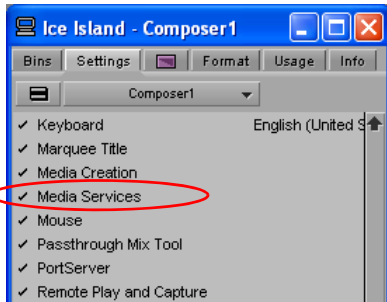 Ice Island - Composer1
Bins Settings Format Usage Info
Composer1
Keyboard English (United S
Marquee Title
Media Creation
Media Services
Mouse
Passthrough Mix Tool
PortServer
Remote Play and Capture